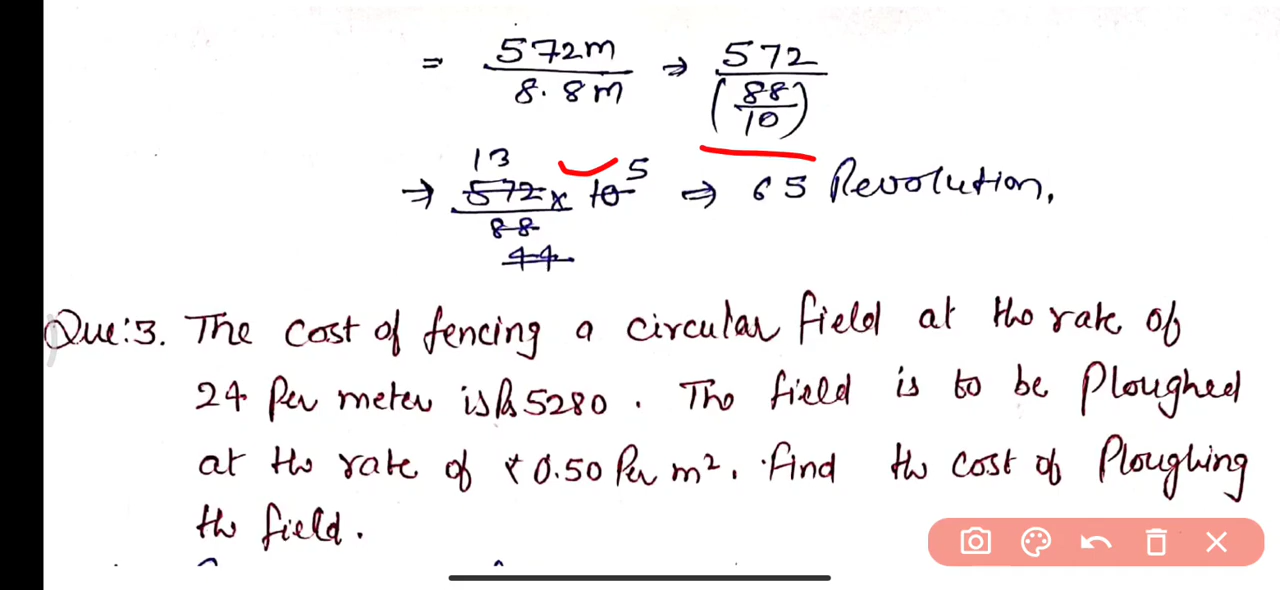 = 572m / 8.8m ⇒ 572 / (88/10)
13 5
→ 572 x 10 / 88 ⇒ 65 Revolution.
44
Que:3. The cost of fencing a circular field at the rate of
24 Per meter is ₨ 5280 . The field is to be Ploughed
at the rate of ₹ 0.50 Per m². find the cost of Ploughing
the field.